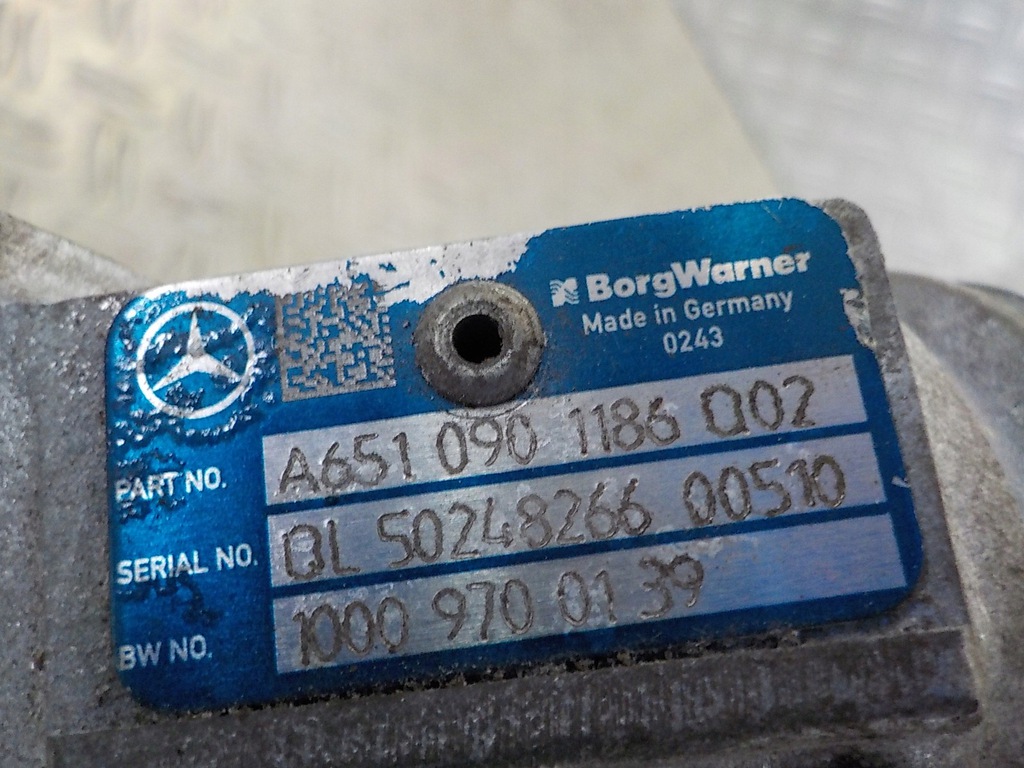 BorgWarner
Made in Germany
0243
PART NO. A651 090 1186 Q02
SERIAL NO. QL 50248266 00510
BW NO. 1000 970 01 39